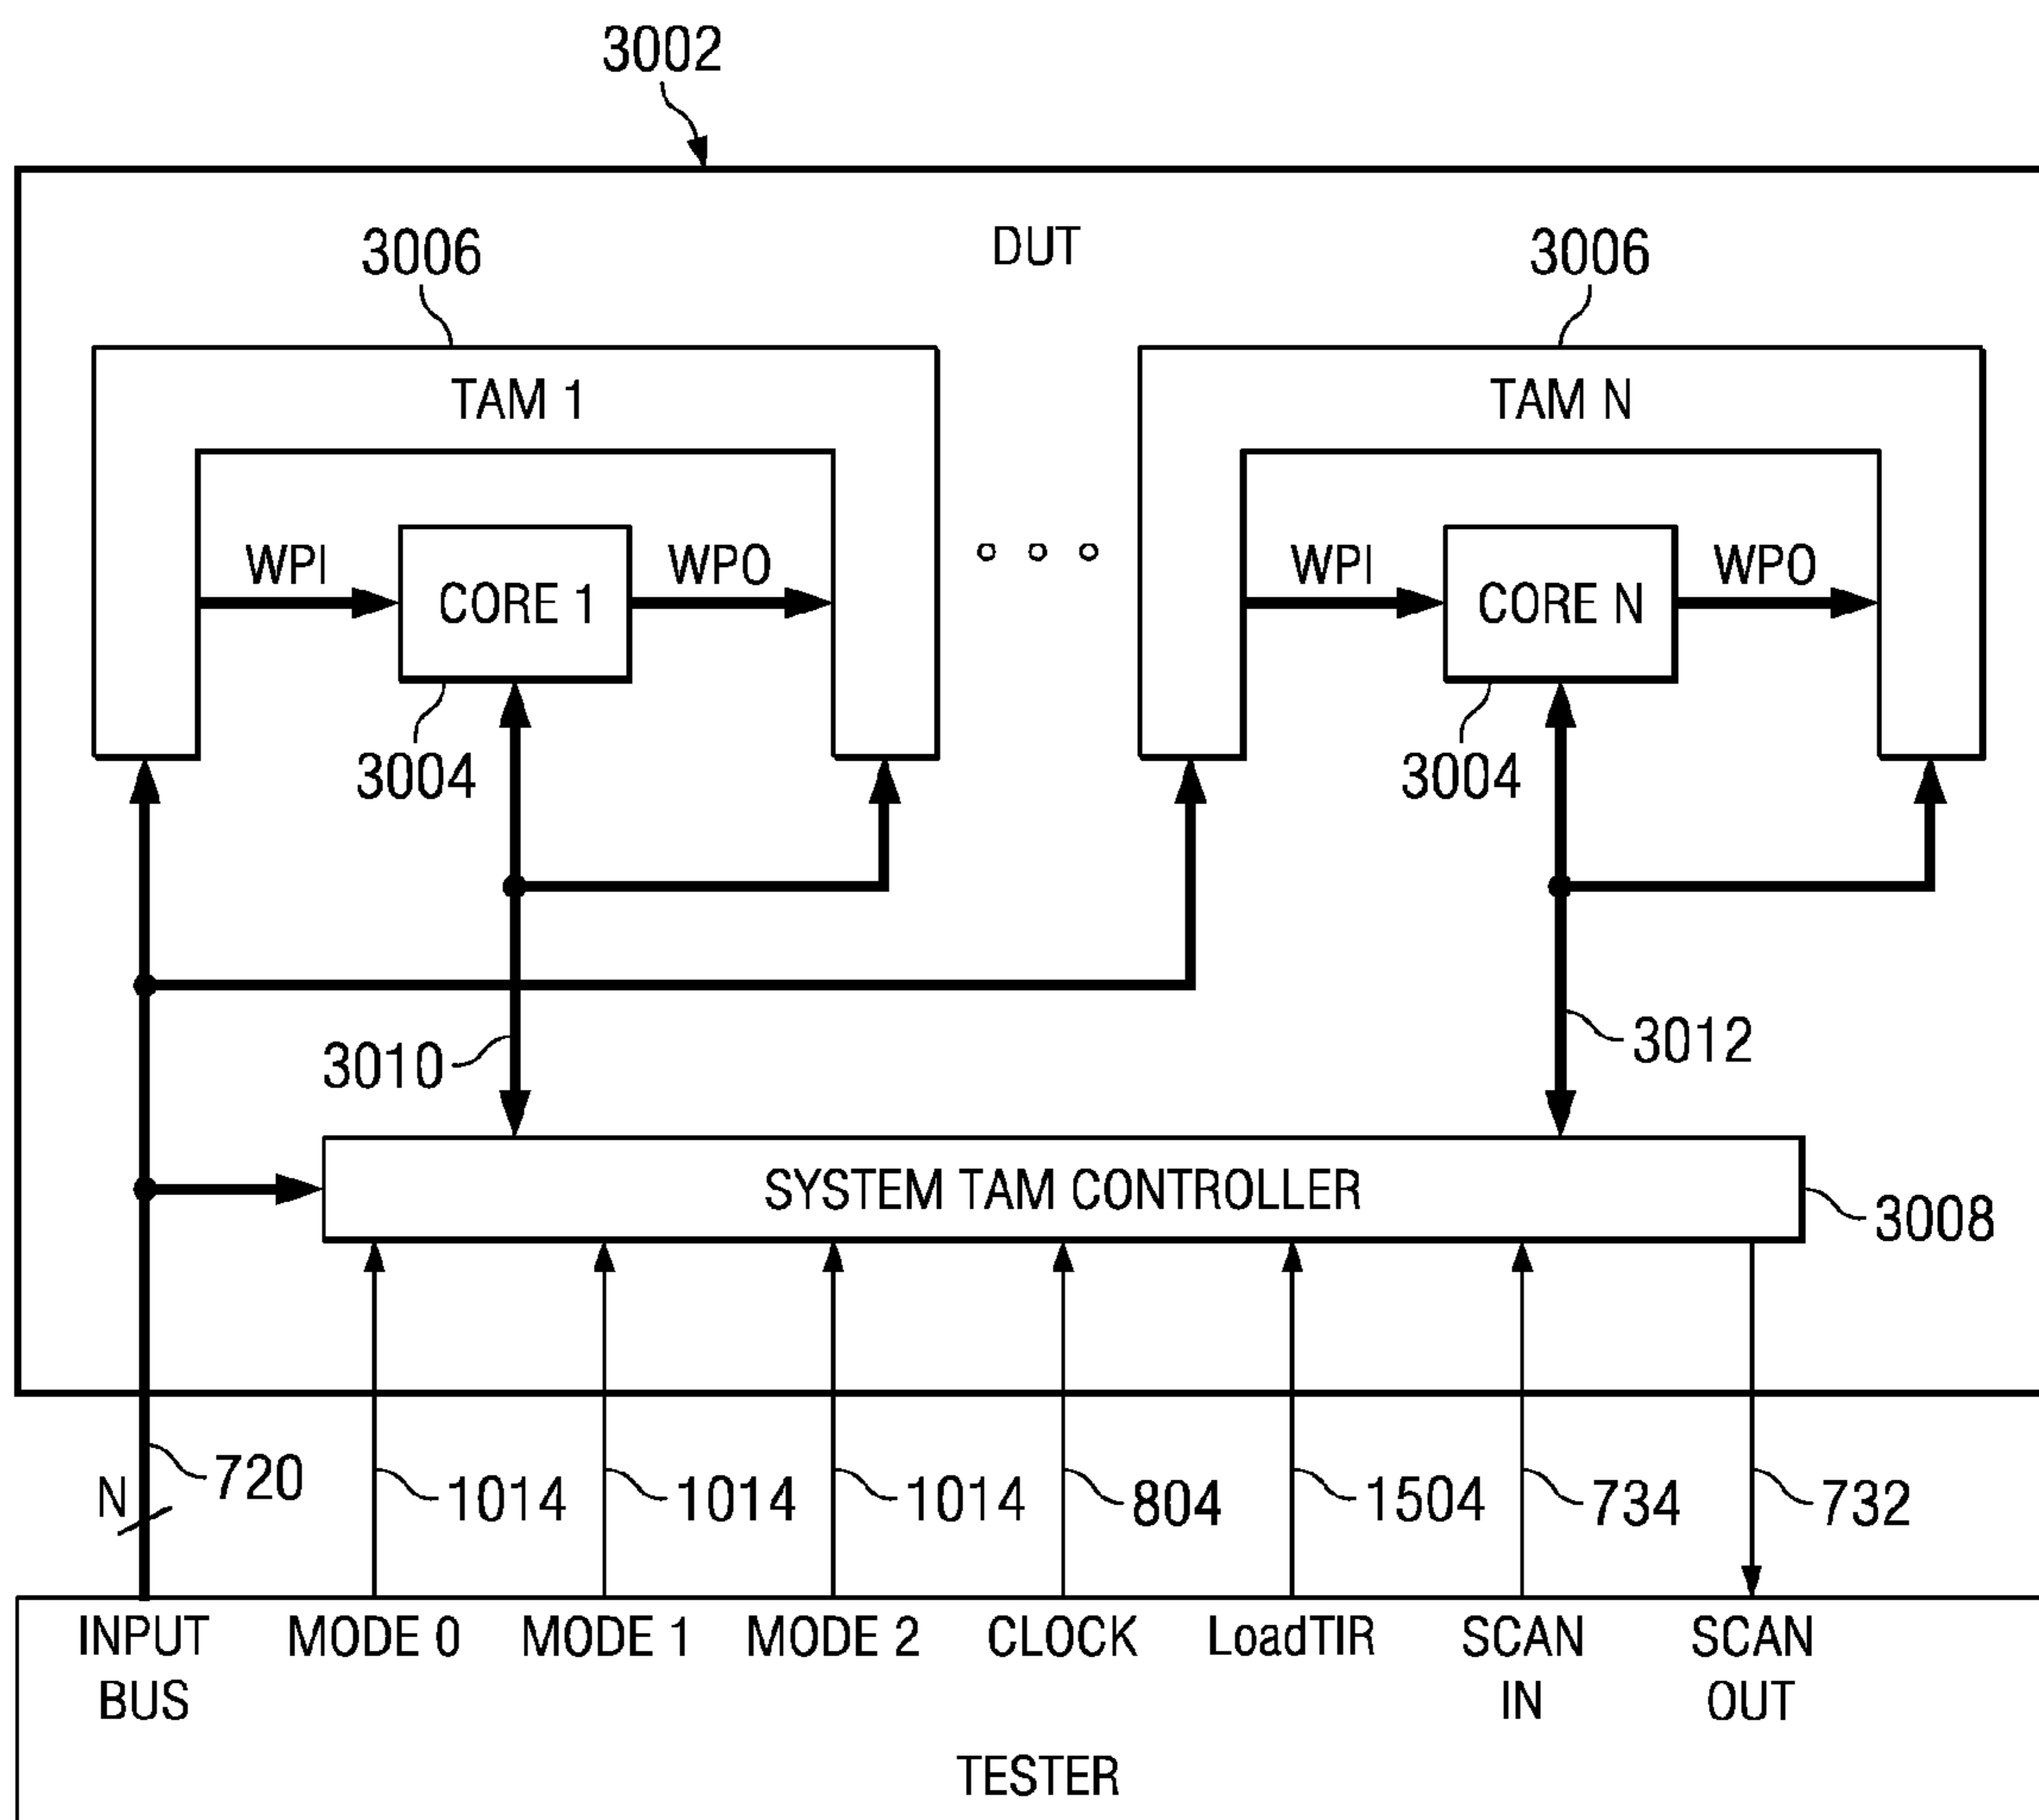 3002
DUT
3006
3006
TAM 1
TAM N
WPI
CORE 1
WPO
WPI
CORE N
WPO
3004
3004
3010
3012
SYSTEM TAM CONTROLLER
3008
N
720
1014
1014
1014
804
1504
734
732
INPUT BUS
MODE 0
MODE 1
MODE 2
CLOCK
LoadTIR
SCAN IN
SCAN OUT
TESTER